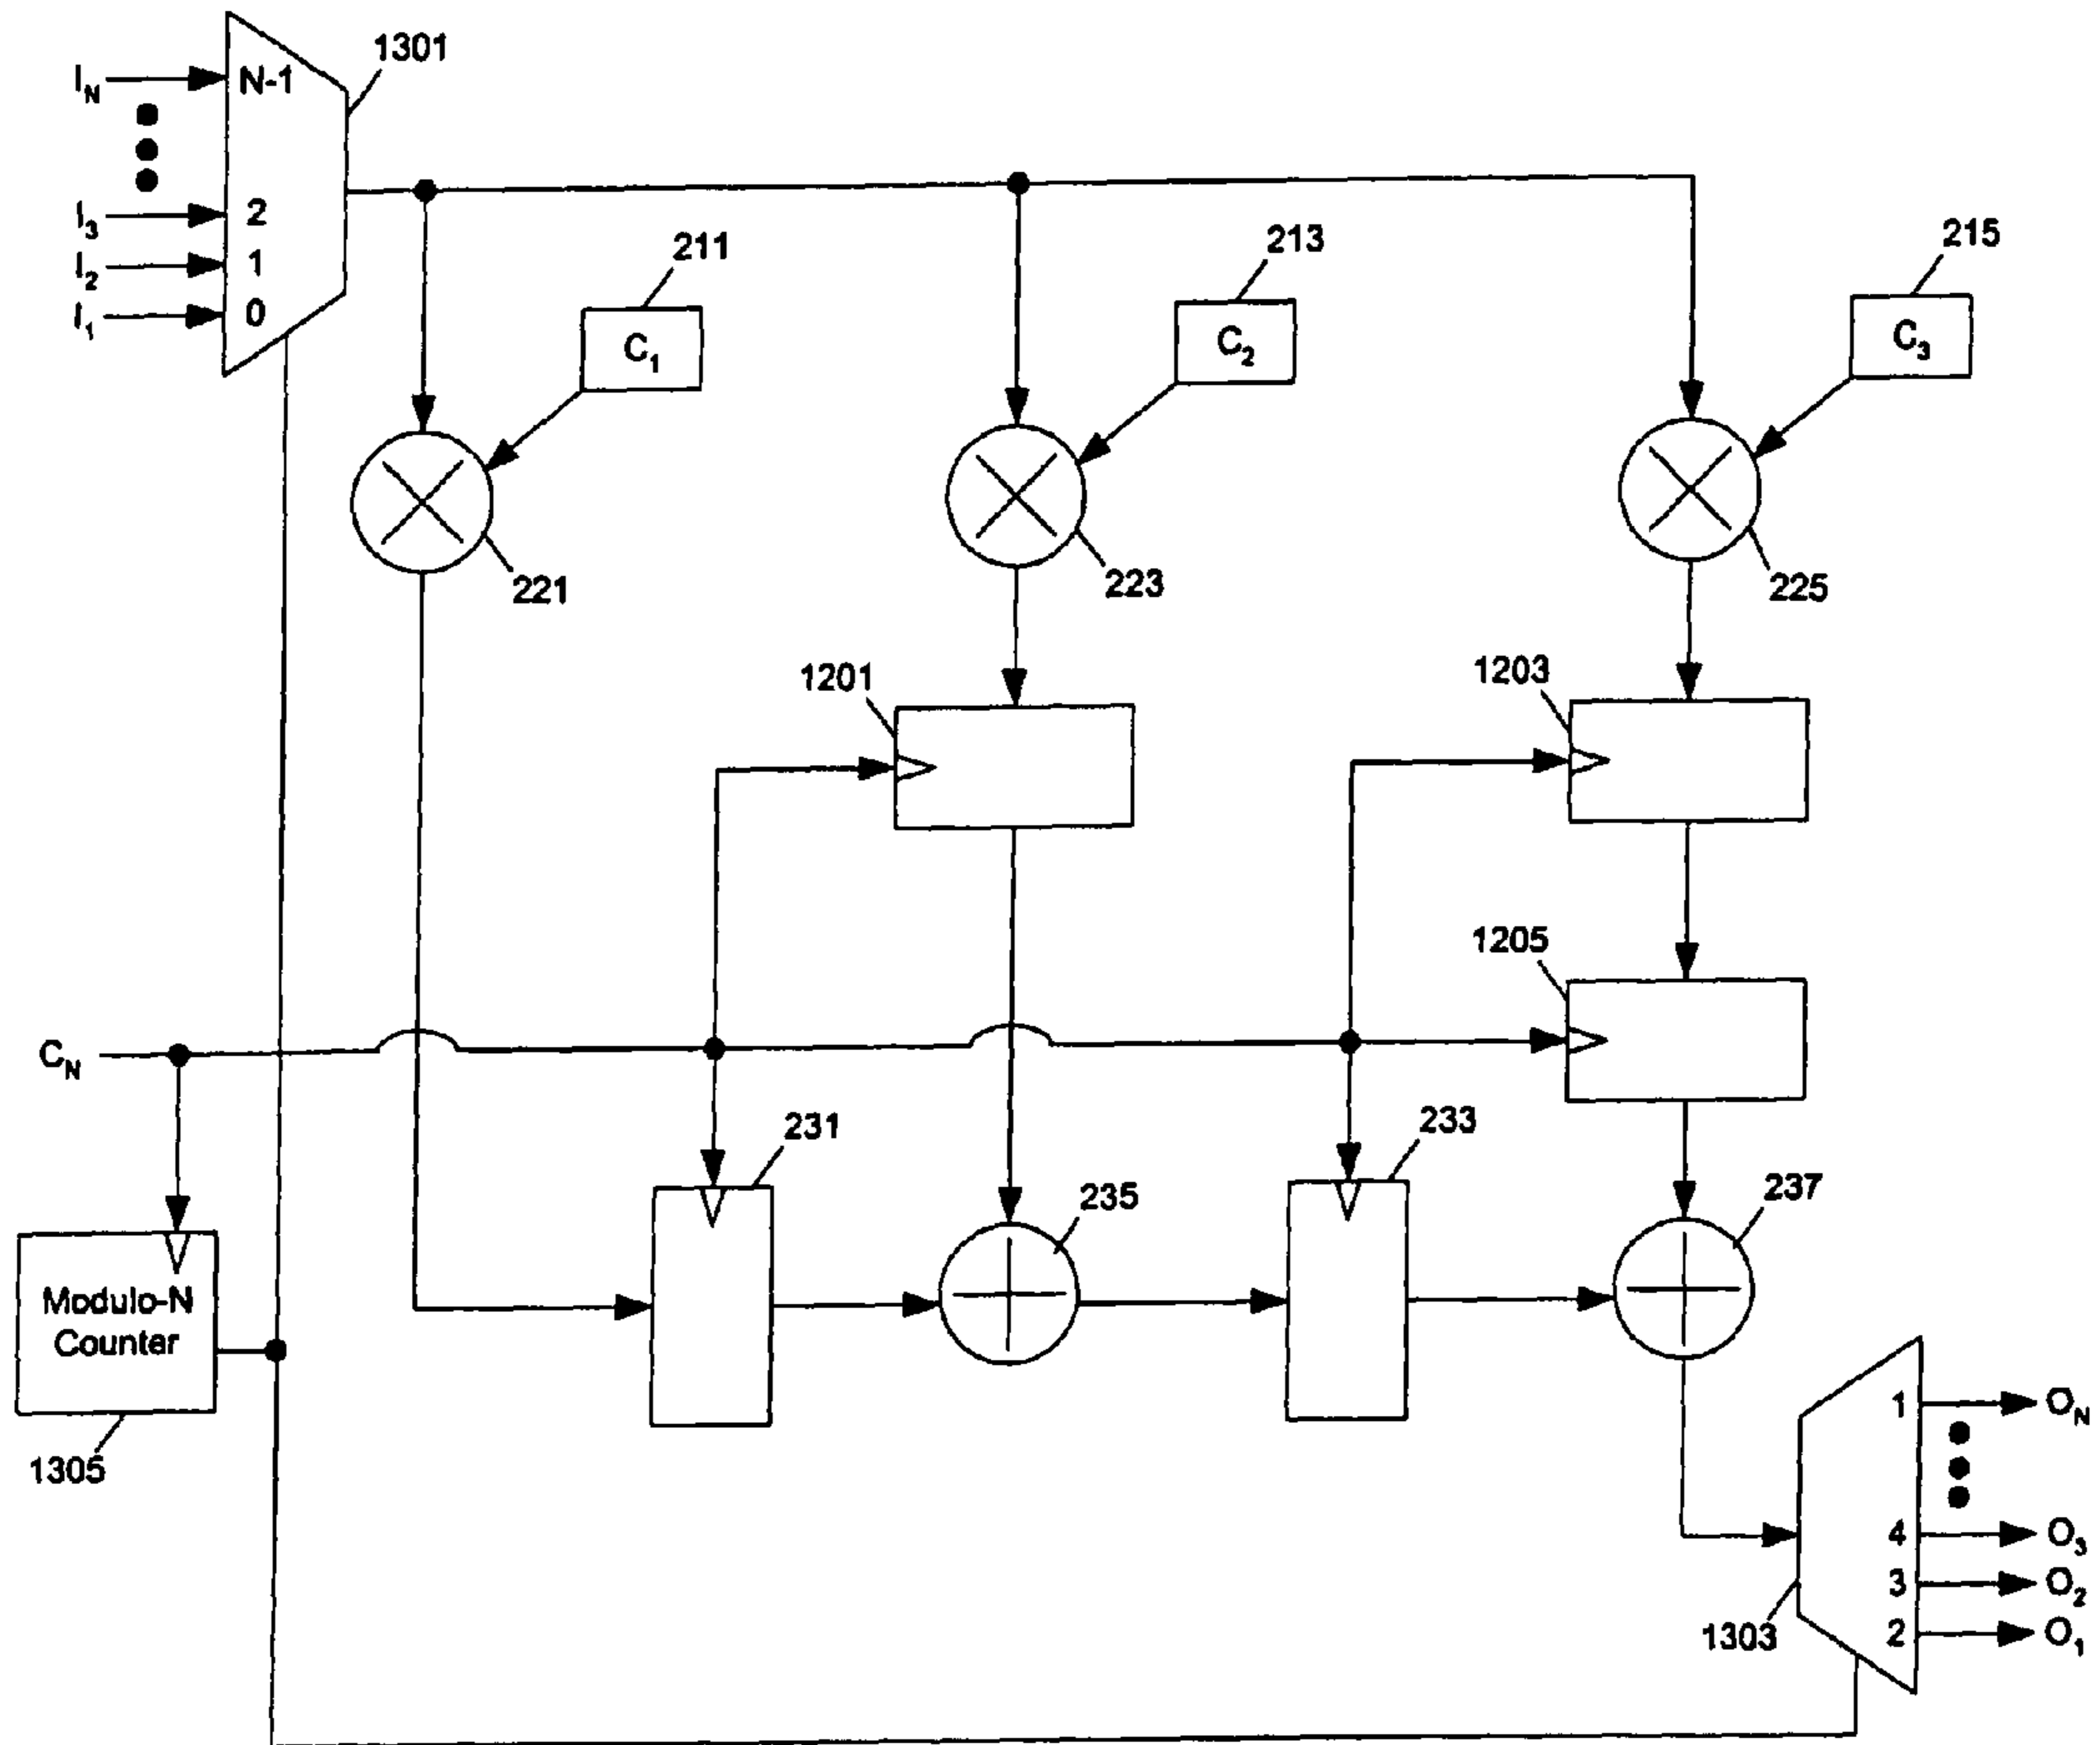 1301
I_N
N-1
I_3
2
I_2
1
I_1
0
211
C_1
213
C_2
215
C_3
221
223
225
1201
1203
1205
C_N
231
235
233
237
Modulo-N
Counter
1305
1
O_N
4
O_3
3
O_2
2
O_1
1303